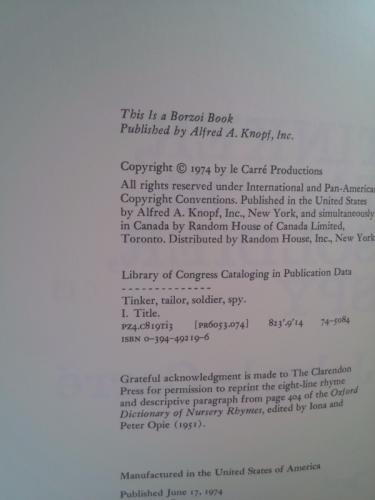 This Is a Borzoi Book
Published by Alfred A. Knopf, Inc.
Copyright © 1974 by le Carré Productions
All rights reserved under International and Pan-America
Copyright Conventions. Published in the United States
by Alfred A. Knopf, Inc., New York, and simultaneously
in Canada by Random House of Canada Limited,
Toronto. Distributed by Random House, Inc., New York
Library of Congress Cataloging in Publication Data
--------------
Tinker, tailor, soldier, spy.
I. Title.
PZ4.C819Ti3 [PR6053.074] 823'.9'14 74-5084
ISBN 0-394-49219-6
Grateful acknowledgment is made to The Clarendon
Press for permission to reprint the eight-line rhyme
and descriptive paragraph from page 404 of the Oxford
Dictionary of Nursery Rhymes, edited by Iona and
Peter Opie (1951).
Manufactured in the United States of America
Published June 17, 1974